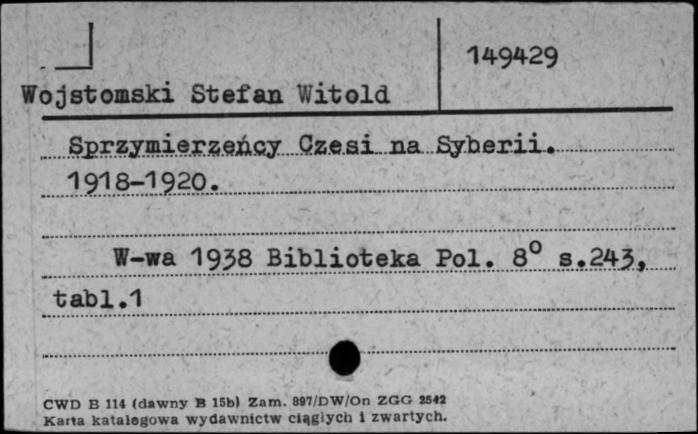 149429
Wojstomski Stefan Witold
Sprzymierzeńcy Czesi na Syberii.
1918-1920.
W-wa 1938 Biblioteka Pol. 8° s.243,
tabl.1
CWD B 114 (dawny B 15b) Zam. 897/DW/On ZGG 2542
Karta katalogowa wydawnictw ciągłych i zwartych.